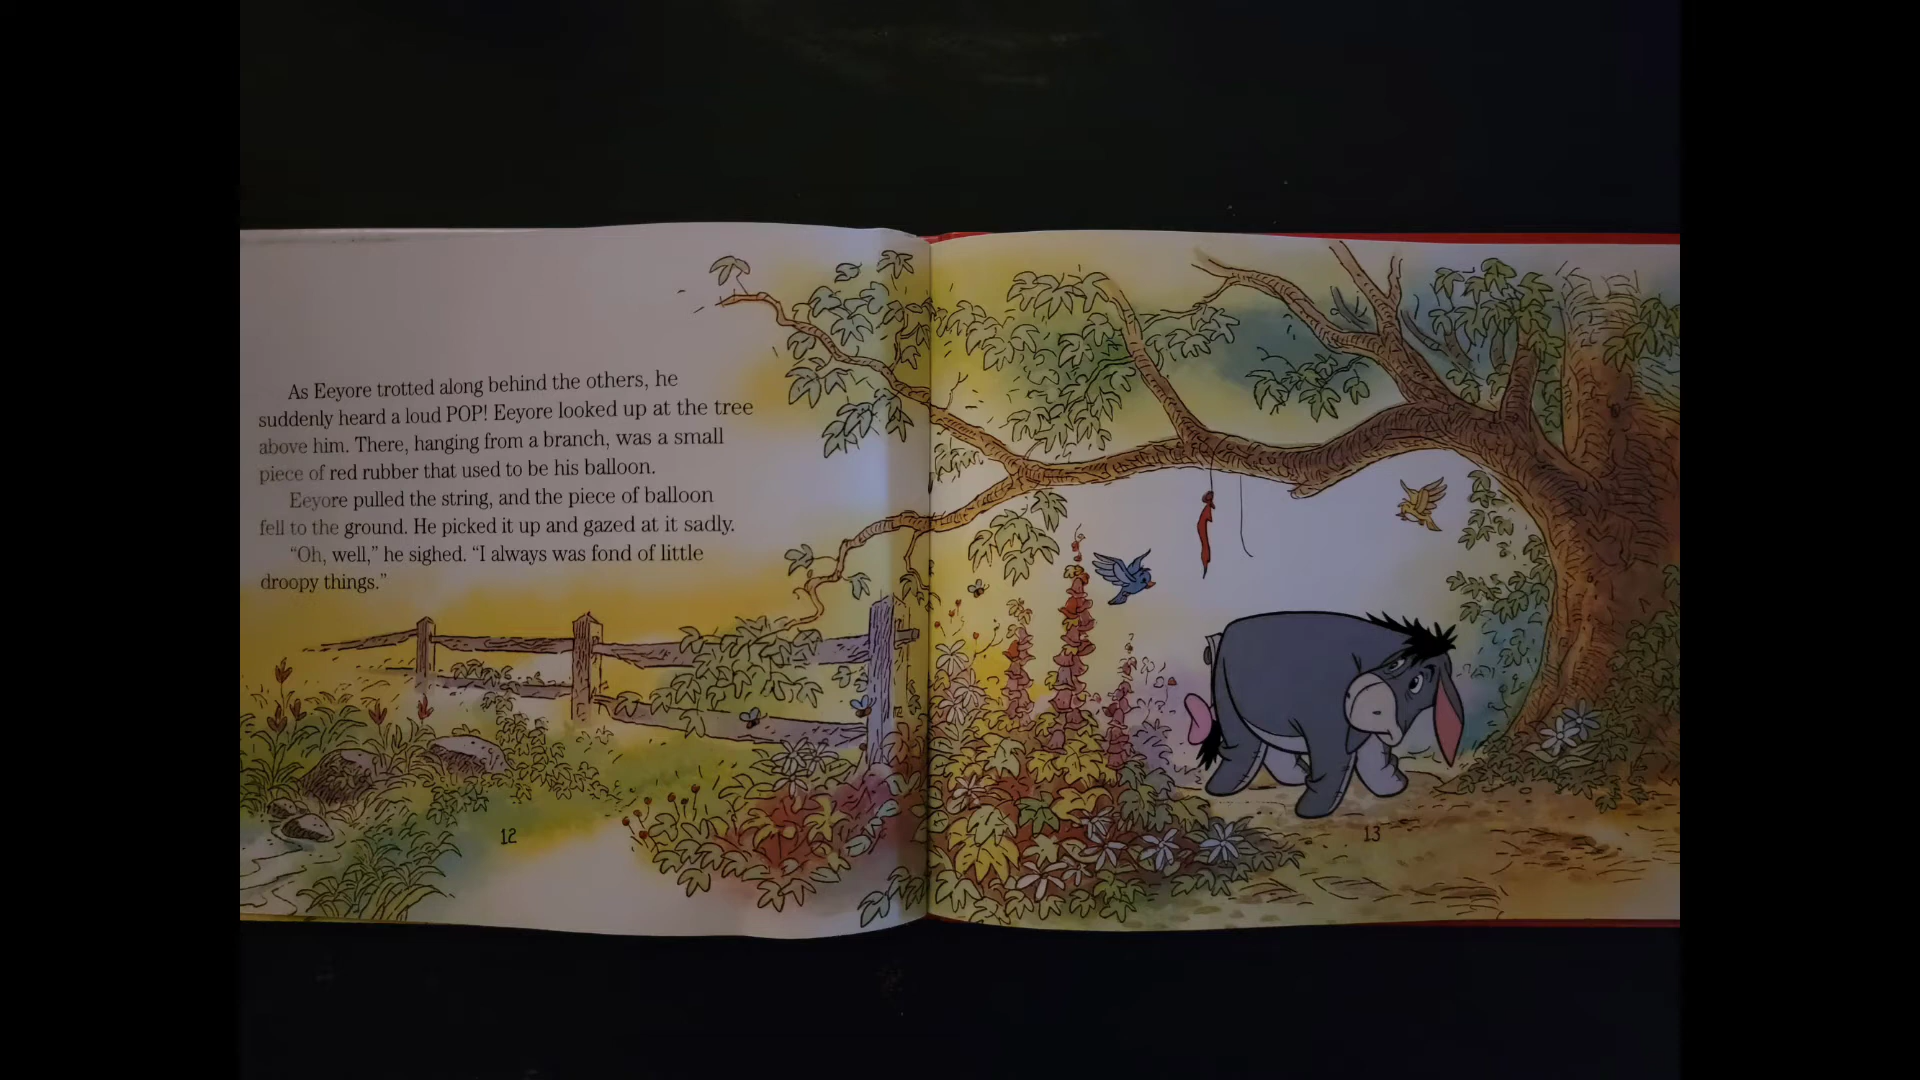 As Eeyore trotted along behind the others, he
suddenly heard a loud POP! Eeyore looked up at the tree
above him. There, hanging from a branch, was a small
piece of red rubber that used to be his balloon.
Eeyore pulled the string, and the piece of balloon
fell to the ground. He picked it up and gazed at it sadly.
“Oh, well,” he sighed. “I always was fond of little
droopy things.”
12
13